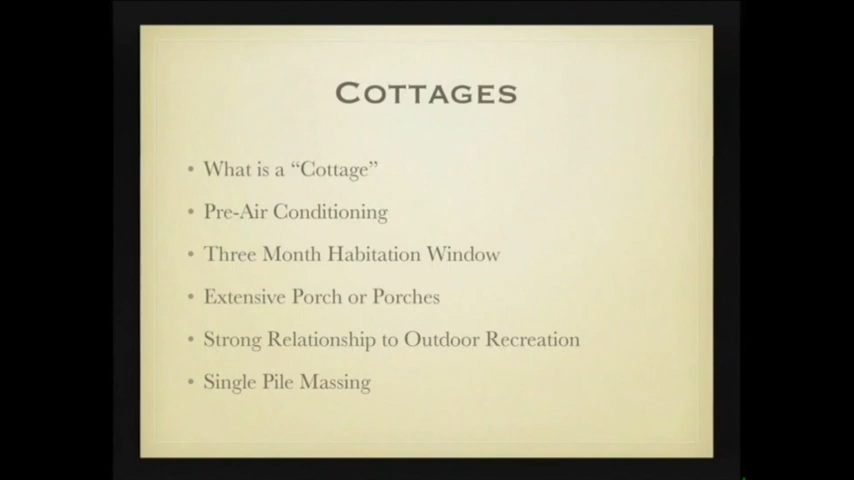 COTTAGES
• What is a “Cottage”
• Pre-Air Conditioning
• Three Month Habitation Window
• Extensive Porch or Porches
• Strong Relationship to Outdoor Recreation
• Single Pile Massing